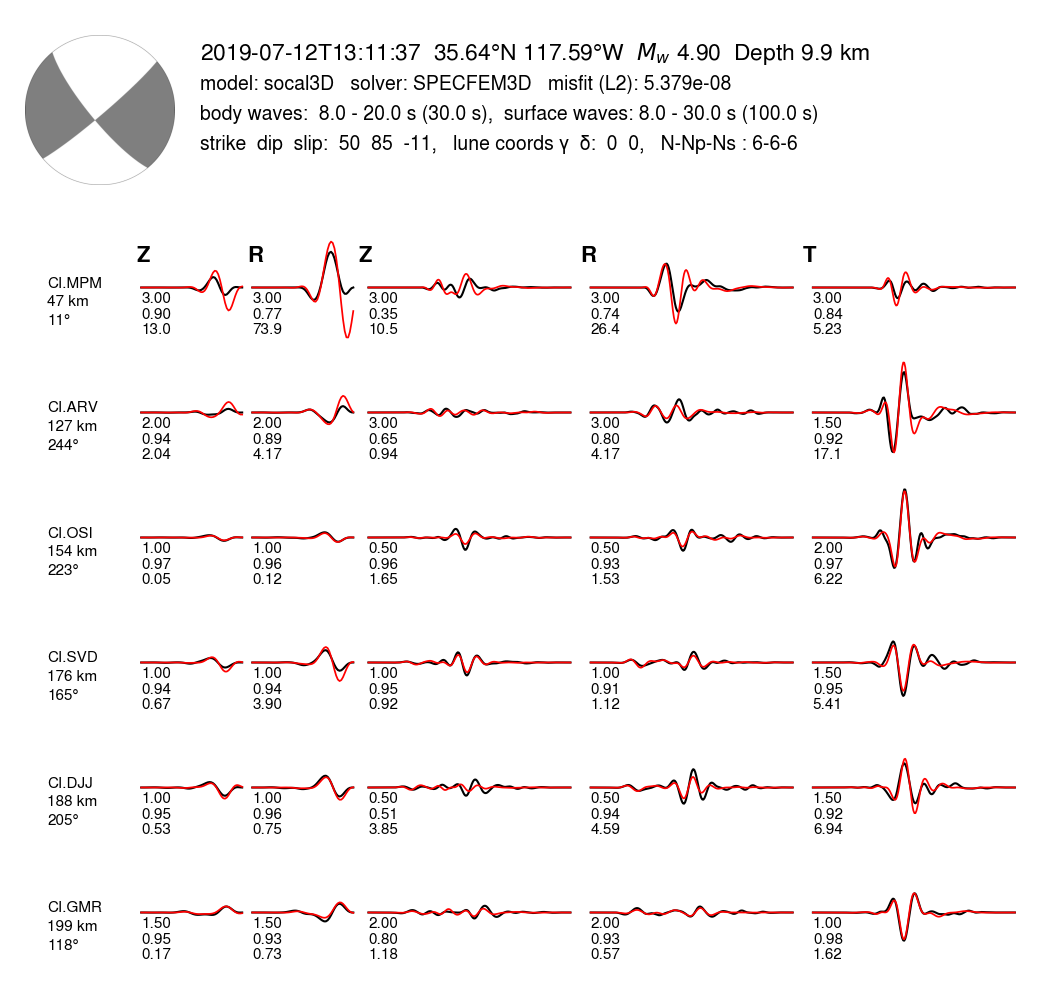 2019-07-12T13:11:37  35.64°N 117.59°W  Mw 4.90  Depth 9.9 km
model: socal3D   solver: SPECFEM3D   misfit (L2): 5.379e-08
body waves:  8.0 - 20.0 s (30.0 s),  surface waves: 8.0 - 30.0 s (100.0 s)
strike  dip  slip:  50  85  -11,   lune coords γ  δ:  0  0,   N-Np-Ns : 6-6-6
Z R Z R T
CI.MPM
47 km
11°
3.00 3.00 3.00 3.00 3.00
0.90 0.77 0.35 0.74 0.84
13.0 73.9 10.5 26.4 5.23
CI.ARV
127 km
244°
2.00 2.00 3.00 3.00 1.50
0.94 0.89 0.65 0.80 0.92
2.04 4.17 0.94 4.17 17.1
CI.OSI
154 km
223°
1.00 1.00 0.50 0.50 2.00
0.97 0.96 0.96 0.93 0.97
0.05 0.12 1.65 1.53 6.22
CI.SVD
176 km
165°
1.00 1.00 1.00 1.00 1.50
0.94 0.94 0.95 0.91 0.95
0.67 3.90 0.92 1.12 5.41
CI.DJJ
188 km
205°
1.00 1.00 0.50 0.50 1.50
0.95 0.96 0.51 0.94 0.92
0.53 0.75 3.85 4.59 6.94
CI.GMR
199 km
118°
1.50 1.50 2.00 2.00 1.00
0.95 0.93 0.80 0.93 0.98
0.17 0.73 1.18 0.57 1.62